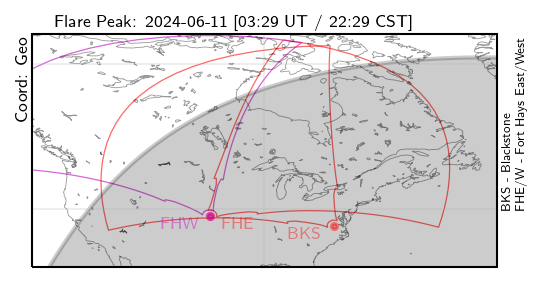 Flare Peak: 2024-06-11 [03:29 UT / 22:29 CST]
Coord: Geo
FHW
FHE
BKS
BKS - Blackstone
FHE/W - Fort Hays East/West